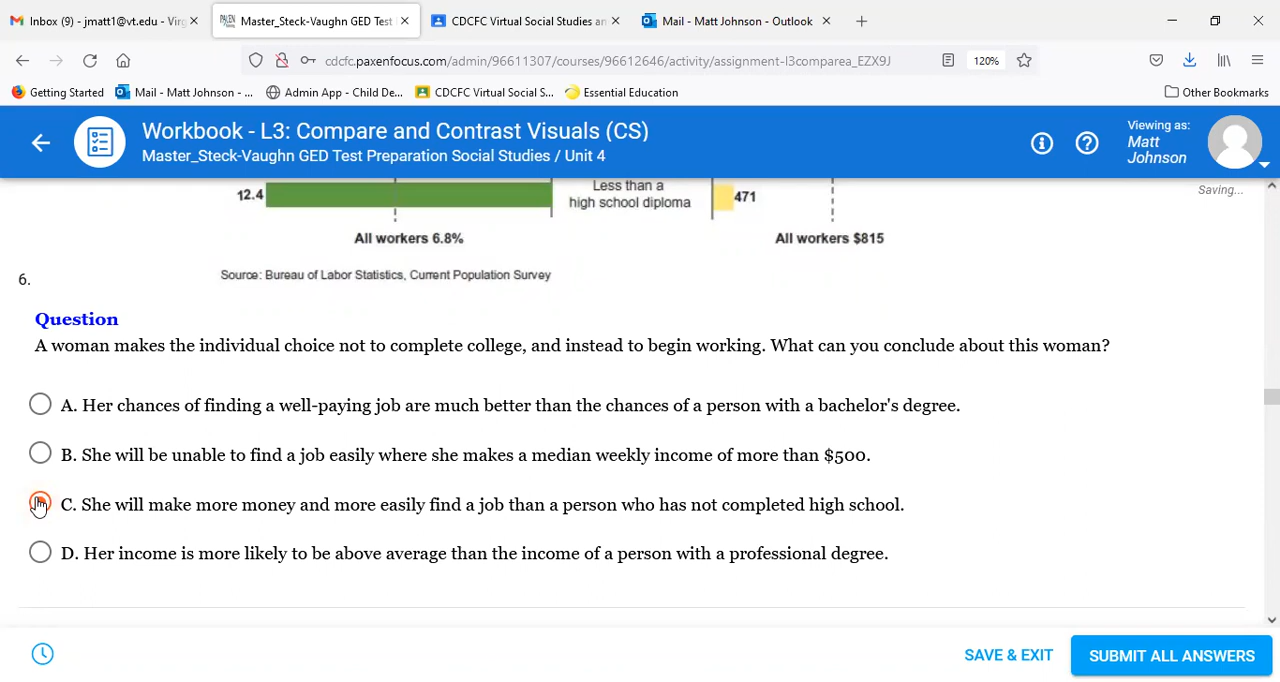 Inbox (9) - jmatt1@vt.edu - Virg
Master_Steck-Vaughn GED Test
CDCFC Virtual Social Studies an
Mail - Matt Johnson - Outlook
cdcfc.paxenfocus.com/admin/96611307/courses/96612646/activity/assignment-l3comparea_EZX9J
120%
Getting Started
Mail - Matt Johnson - ...
Admin App - Child De...
CDCFC Virtual Social S...
Essential Education
Other Bookmarks
Workbook - L3: Compare and Contrast Visuals (CS)
Master_Steck-Vaughn GED Test Preparation Social Studies / Unit 4
Viewing as:
Matt
Johnson
Saving...
12.4
Less than a
high school diploma
471
All workers 6.8%
All workers $815
Source: Bureau of Labor Statistics, Current Population Survey
6.
Question
A woman makes the individual choice not to complete college, and instead to begin working. What can you conclude about this woman?
A. Her chances of finding a well-paying job are much better than the chances of a person with a bachelor's degree.
B. She will be unable to find a job easily where she makes a median weekly income of more than $500.
C. She will make more money and more easily find a job than a person who has not completed high school.
D. Her income is more likely to be above average than the income of a person with a professional degree.
SAVE & EXIT
SUBMIT ALL ANSWERS